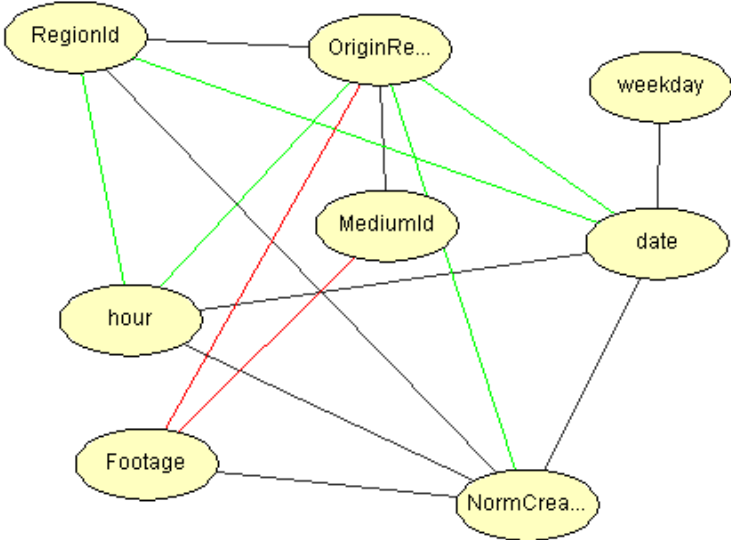 RegionId
OriginRe...
weekday
MediumId
date
hour
Footage
NormCrea...